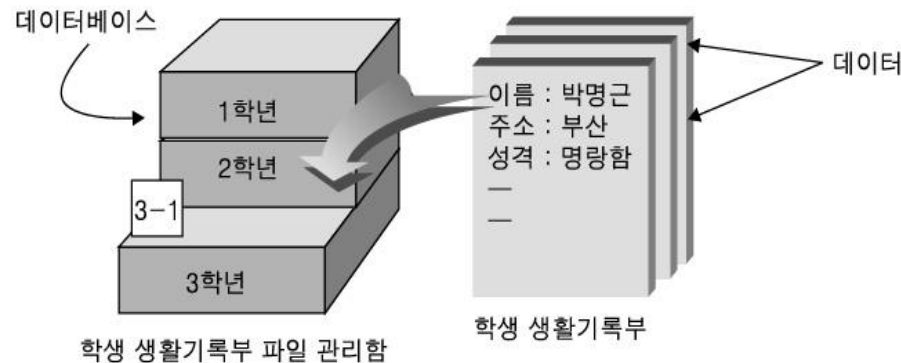 데이터베이스
1학년
2학년
3-1
3학년
학생 생활기록부 파일 관리함
이름 : 박명근
주소 : 부산
성격 : 명랑함
—
—
학생 생활기록부
데이터